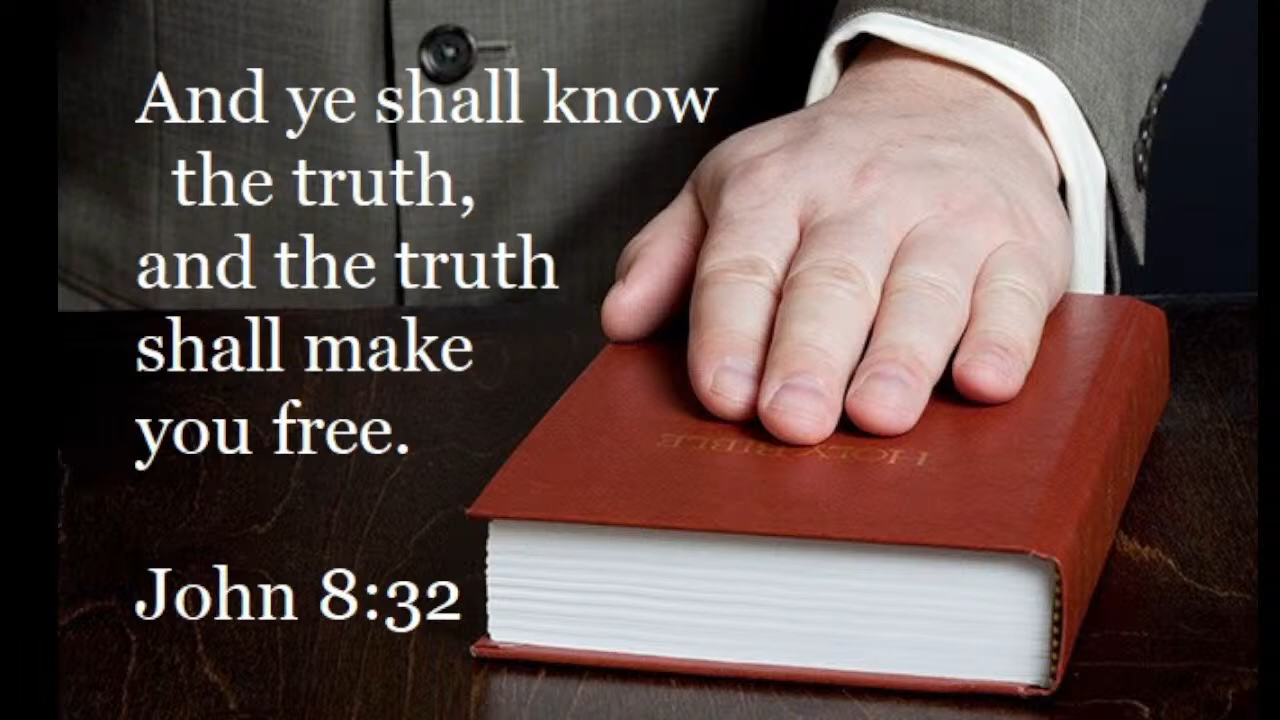 And ye shall know
the truth,
and the truth
shall make
you free.
John 8:32
HOLY BIBLE